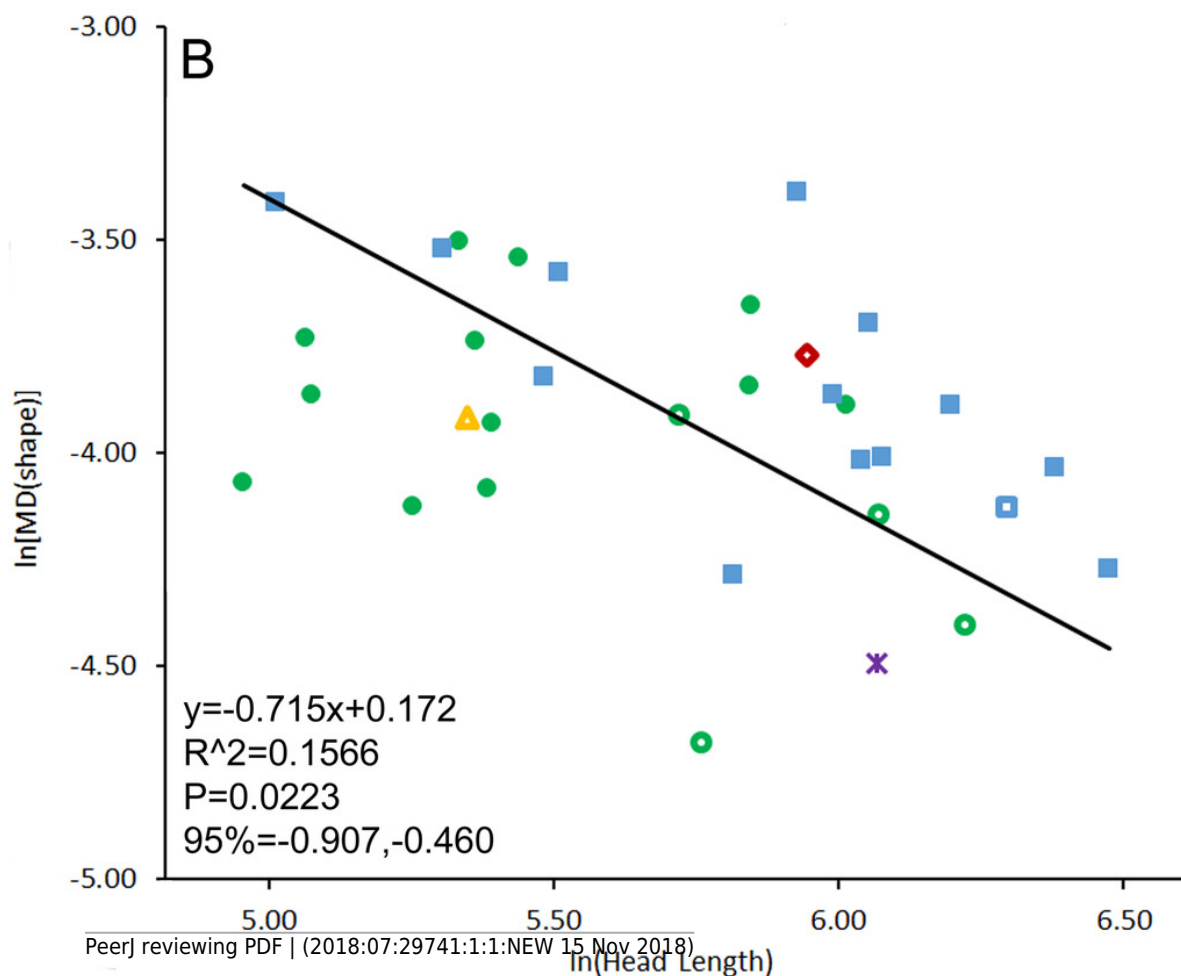 -3.00
B
-3.50
-4.00
-4.50
-5.00
ln[MD(shape)]
y=-0.715x+0.172
R^2=0.1566
P=0.0223
95%=-0.907,-0.460
5.00 5.50 6.00 6.50
PeerJ reviewing PDF | (2018:07:29741:1:1:NEW 15 Nov 2018)
ln(Head Length)